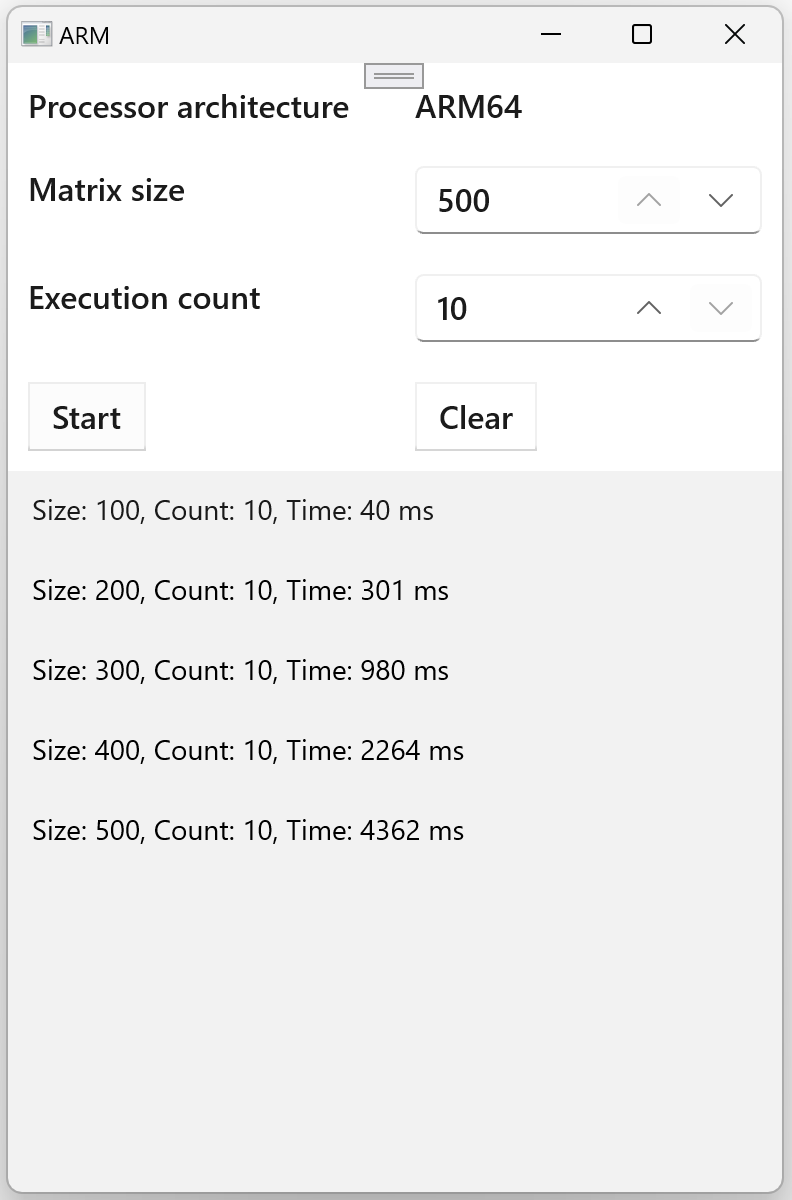 ARM
Processor architecture ARM64
Matrix size 500
Execution count 10
Start Clear
Size: 100, Count: 10, Time: 40 ms
Size: 200, Count: 10, Time: 301 ms
Size: 300, Count: 10, Time: 980 ms
Size: 400, Count: 10, Time: 2264 ms
Size: 500, Count: 10, Time: 4362 ms